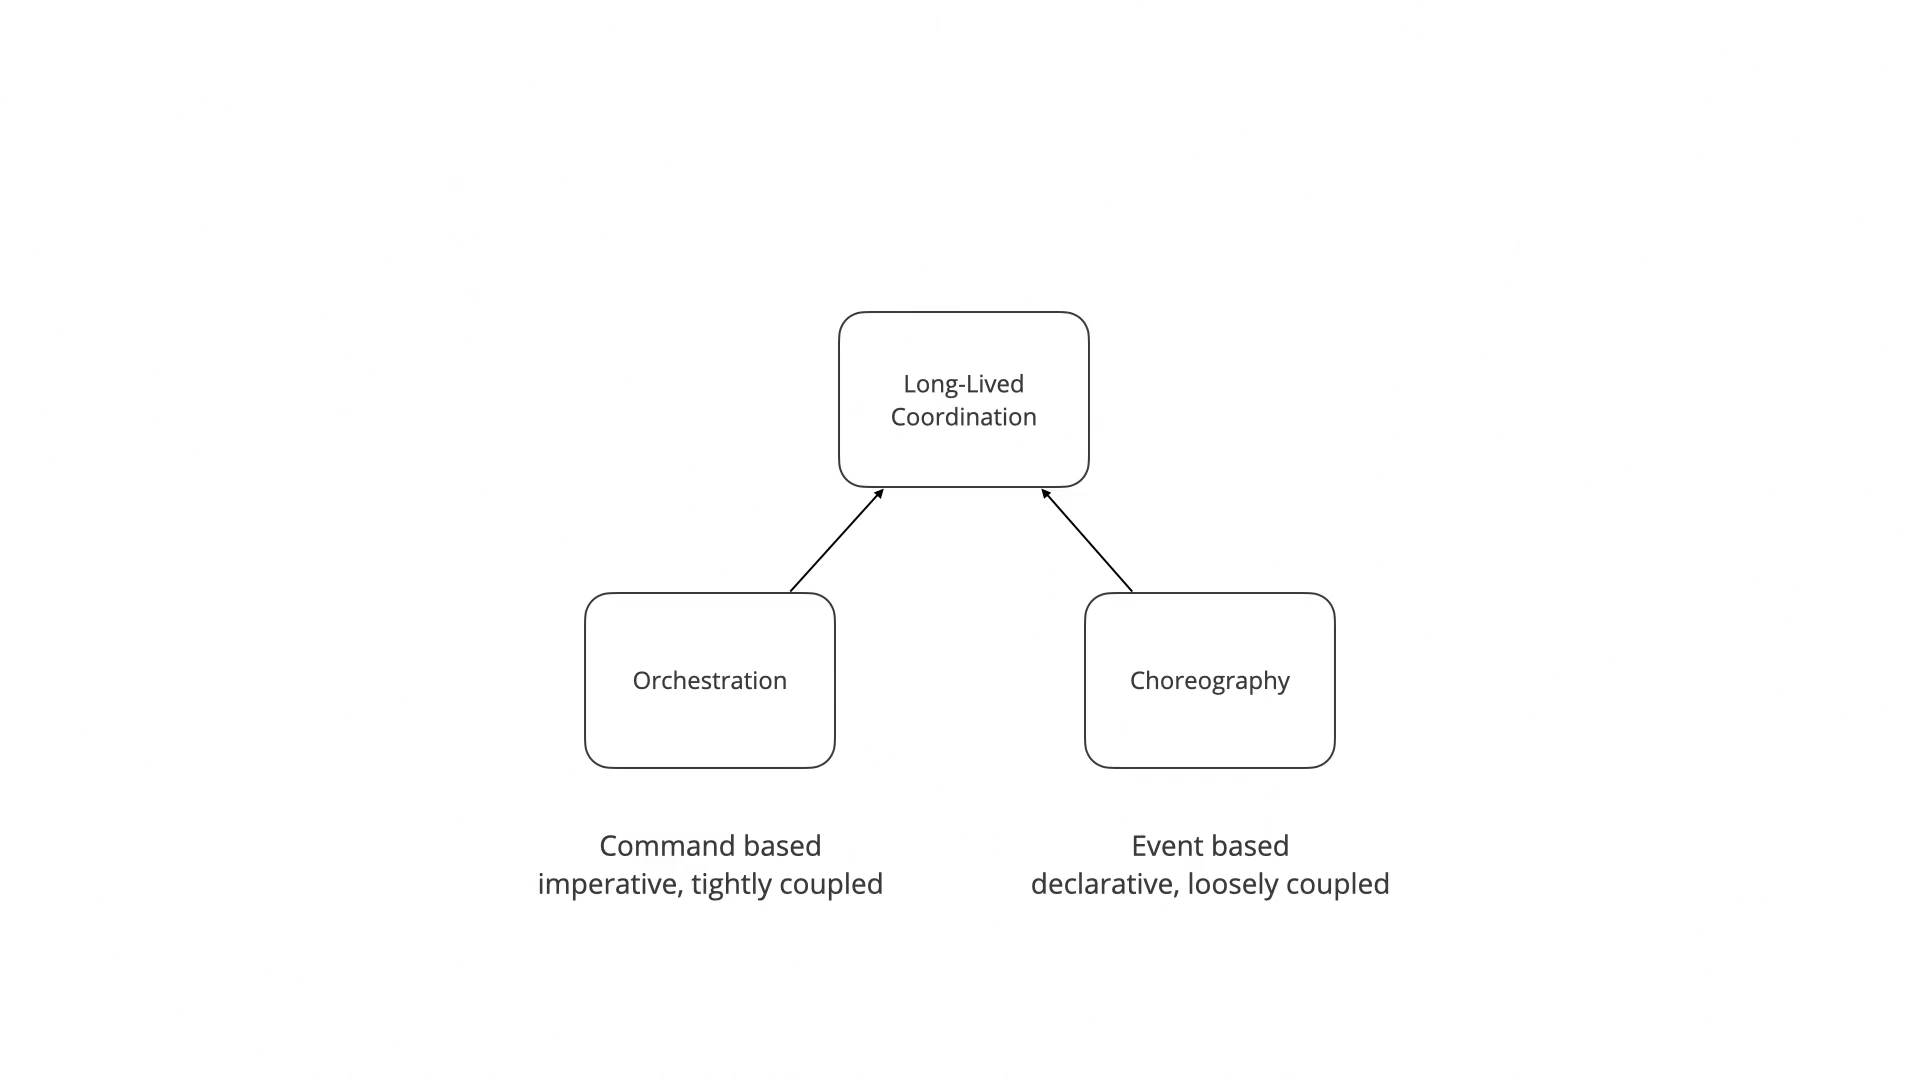 Long-Lived
Coordination
Orchestration
Choreography
Command based
imperative, tightly coupled
Event based
declarative, loosely coupled